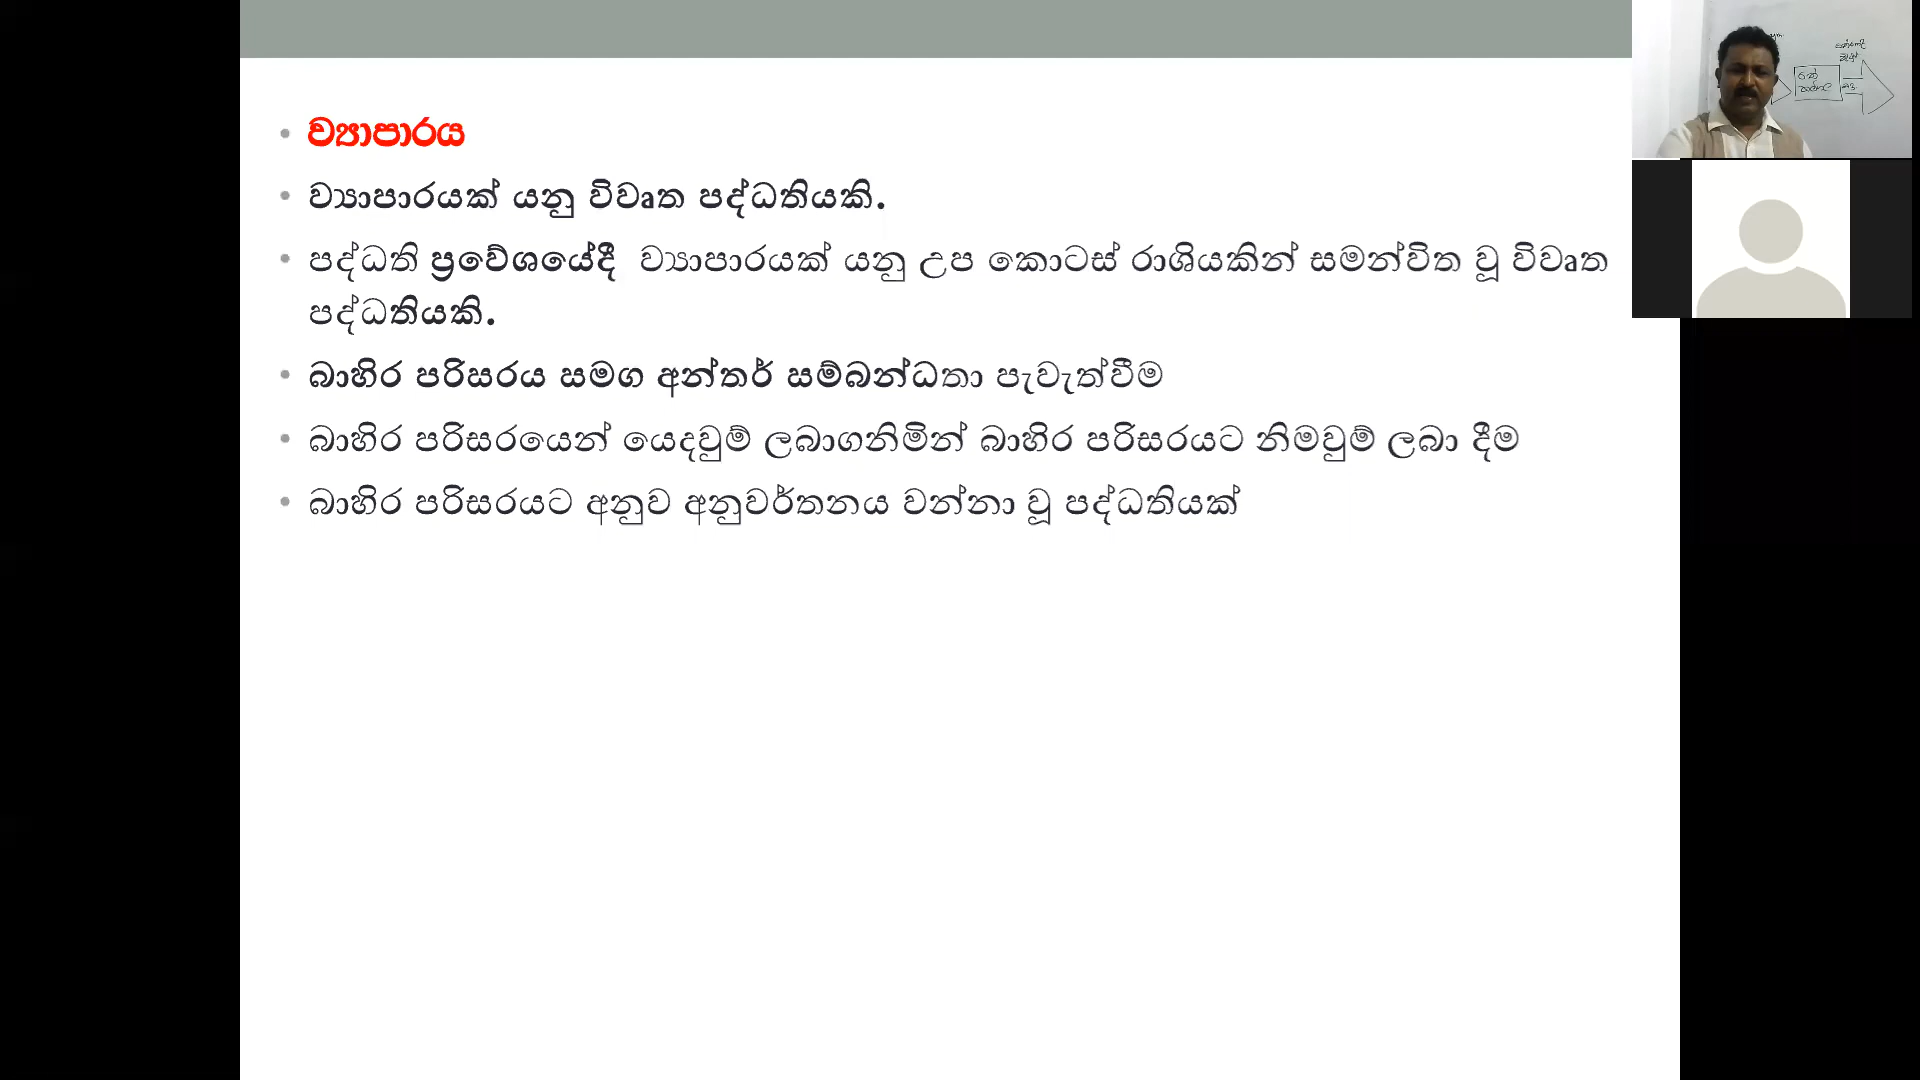 ව්‍යාපාරය
ව්‍යාපාරයක් යනු විවෘත පද්ධතියකි.
පද්ධති ප්‍රවේශයේදී ව්‍යාපාරයක් යනු උප කොටස් රාශියකින් සමන්විත වූ විවෘත
පද්ධතියකි.
බාහිර පරිසරය සමග අන්තර් සම්බන්ධතා පැවැත්වීම
බාහිර පරිසරයෙන් යෙදවුම් ලබාගනිමින් බාහිර පරිසරයට නිමවුම් ලබා දීම
බාහිර පරිසරයට අනුව අනුවර්තනය වන්නා වූ පද්ධතියක්